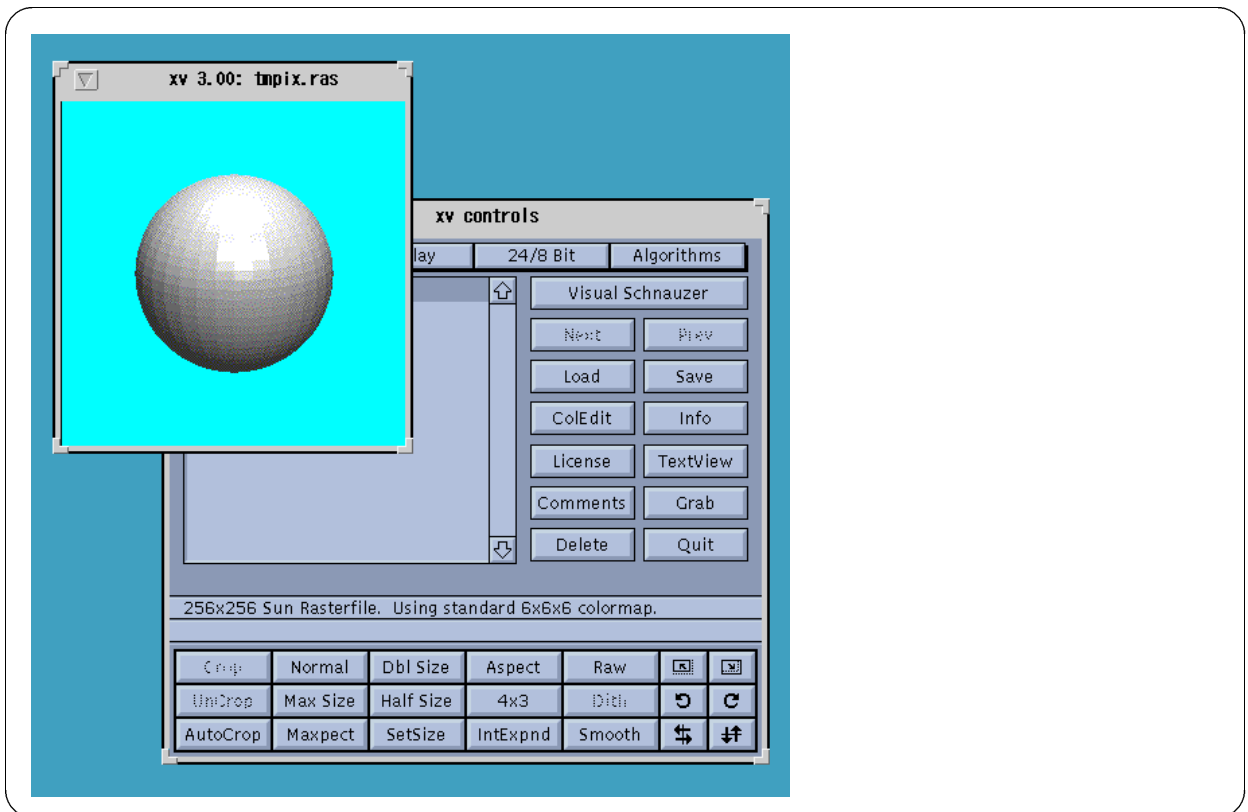 xv 3.00: tmpix.ras
xv controls
lay
24/8 Bit
Algorithms
Visual Schnauzer
Next
Prev
Load
Save
ColEdit
Info
License
TextView
Comments
Grab
Delete
Quit
256x256 Sun Rasterfile. Using standard 6x6x6 colormap.
Crop
Normal
Dbl Size
Aspect
Raw
UnCrop
Max Size
Half Size
4x3
Dith
AutoCrop
Maxpect
SetSize
IntExpnd
Smooth